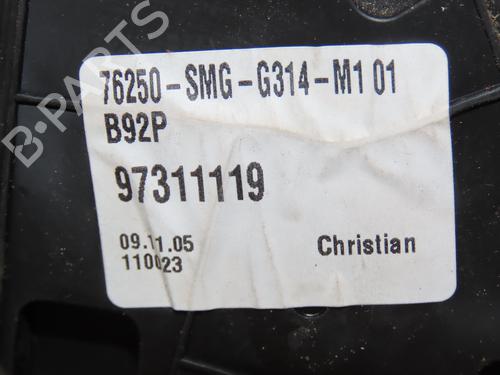 76250-SMG-G314-M1 01
B92P
97311119
09.11.05
110023
Christian
B-PARTS